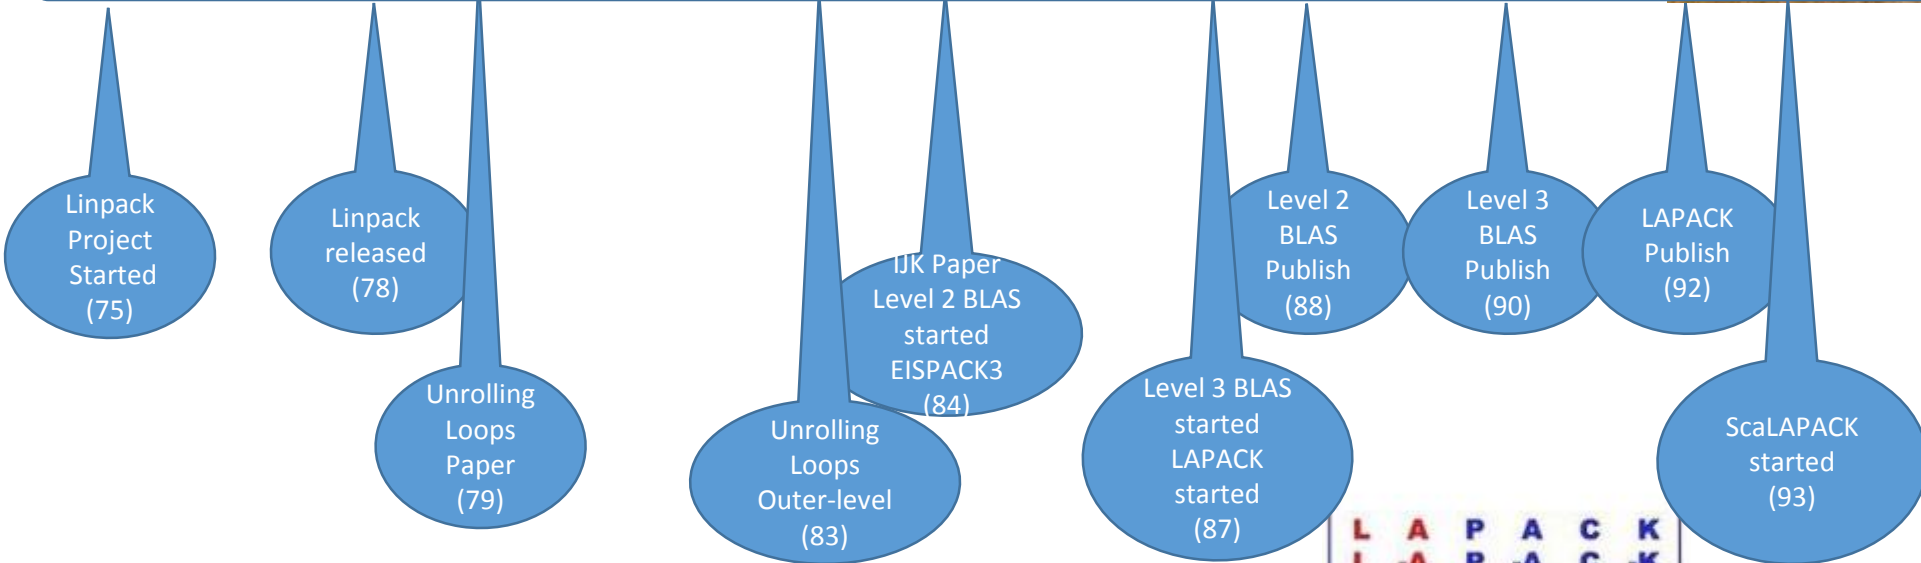 Linpack
Project
Started
(75)
Linpack
released
(78)
Unrolling
Loops
Paper
(79)
Unrolling
Loops
Outer-level
(83)
IJK Paper
Level 2 BLAS
started
EISPACK3
(84)
Level 3 BLAS
started
LAPACK
started
(87)
Level 2
BLAS
Publish
(88)
Level 3
BLAS
Publish
(90)
LAPACK
Publish
(92)
ScaLAPACK
started
(93)
L A P A C K
L -A P -A C -K